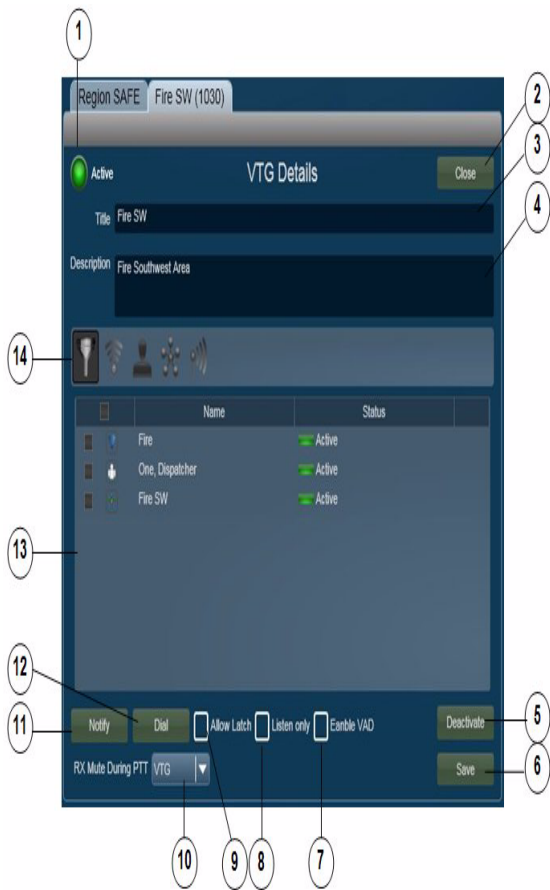 1
Region SAFE Fire SW (1030)
2
3
Active VTG Details Close
4
Title Fire SW
Description Fire Southwest Area
14
Name Status
Fire Active
One, Dispatcher Active
Fire SW Active
13
12
11
Notify Dial Allow Latch Listen only Eanble VAD Deactivate
5
RX Mute During PTT VTG Save
6
10 9 8 7